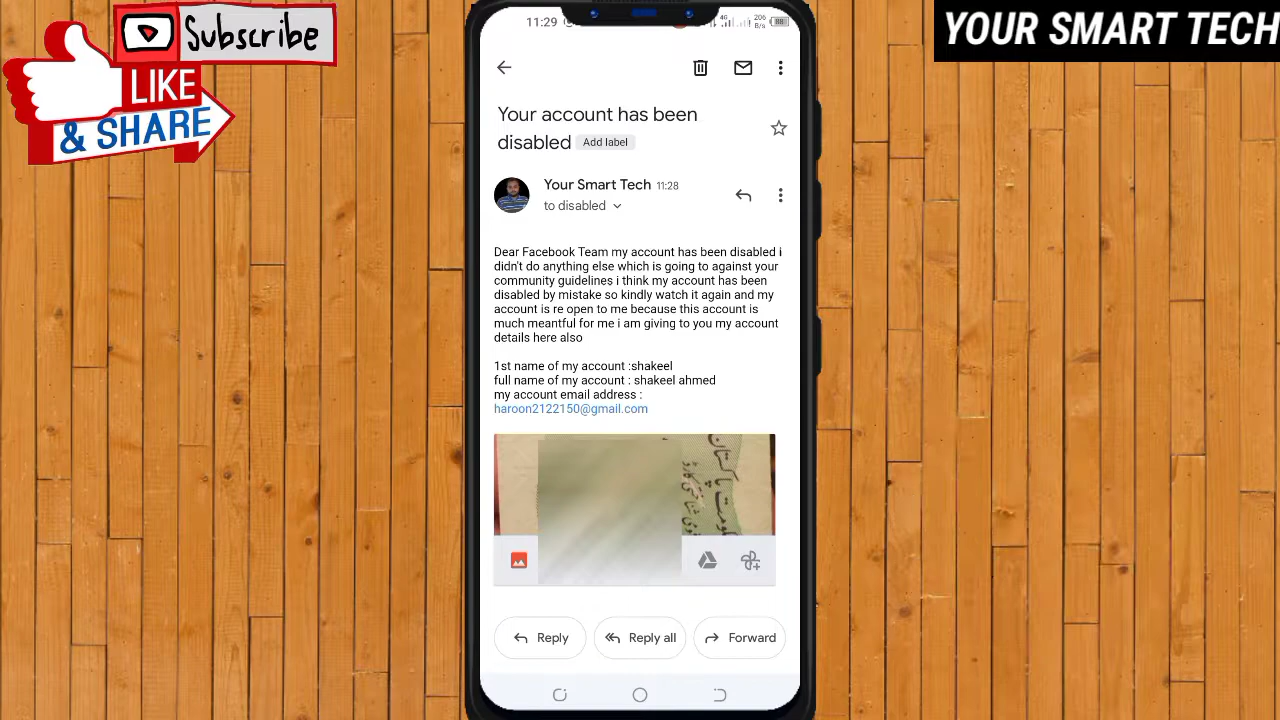 Subscribe
LIKE
& SHARE
YOUR SMART TECH
11:29
4G
206
B/s
88
Your account has been
disabled Add label
Your Smart Tech 11:28
to disabled
Dear Facebook Team my account has been disabled i
didn't do anything else which is going to against your
community guidelines i think my account has been
disabled by mistake so kindly watch it again and my
account is re open to me because this account is
much meantful for me i am giving to you my account
details here also
1st name of my account :shakeel
full name of my account : shakeel ahmed
my account email address :
haroon2122150@gmail.com
پاکستان
Reply
Reply all
Forward